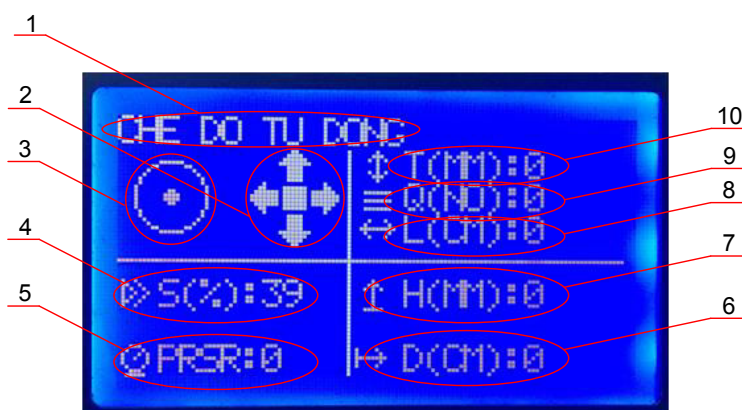 1
2
3
4
5
10
9
8
7
6
CHE DO TU DONG
T(MM):0
Q(NO):0
L(CM):0
S(%):39
H(MM):0
PRSR:0
D(CM):0